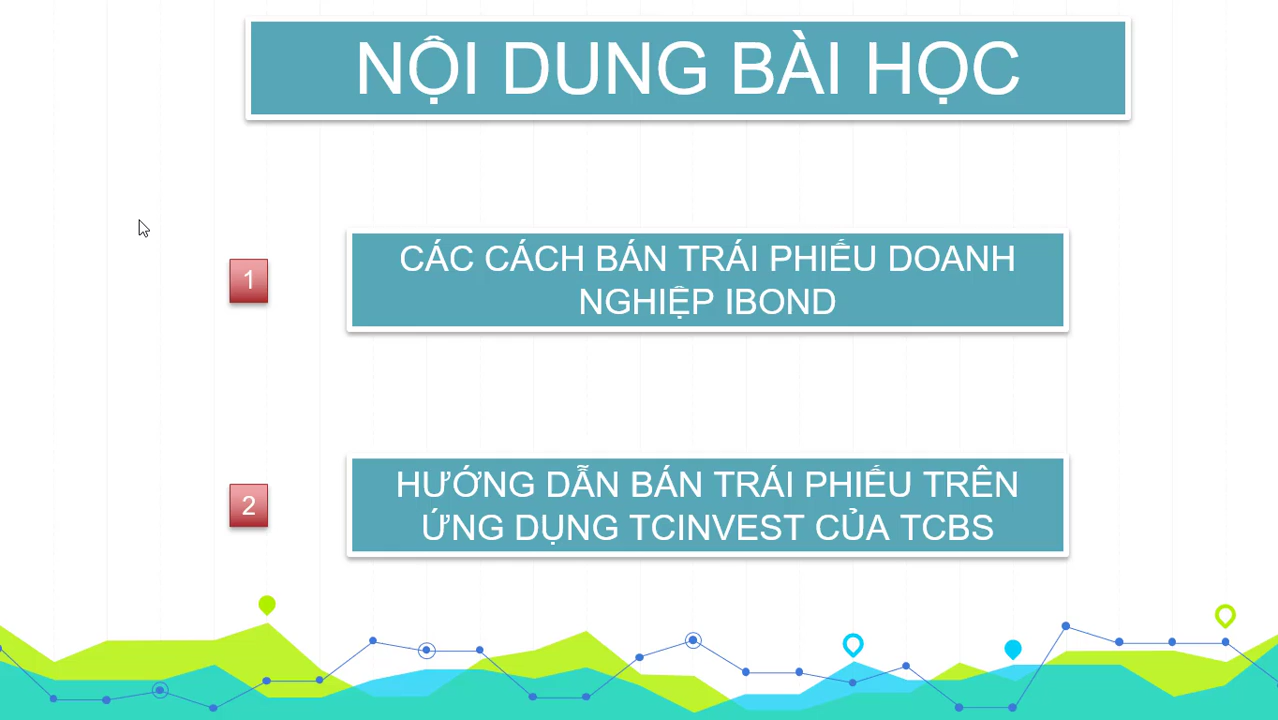 NỘI DUNG BÀI HỌC
1
CÁC CÁCH BÁN TRÁI PHIẾU DOANH
NGHIỆP IBOND
2
HƯỚNG DẪN BÁN TRÁI PHIẾU TRÊN
ỨNG DỤNG TCINVEST CỦA TCBS